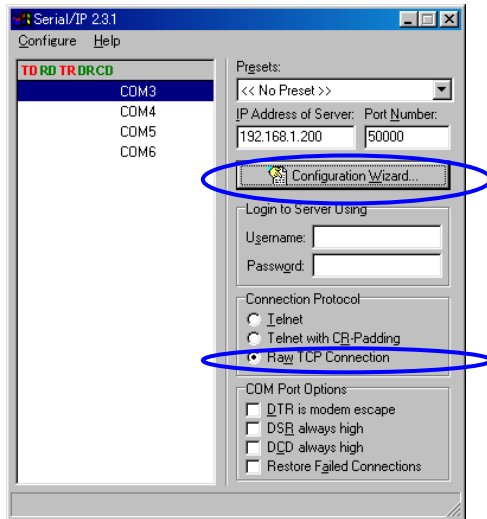 Serial/IP 2.3.1
Configure Help
TD RD TR DR CD
COM3
COM4
COM5
COM6
Presets:
<< No Preset >>
IP Address of Server: Port Number:
192.168.1.200 50000
Configuration Wizard...
Login to Server Using
Username:
Password:
Connection Protocol
Telnet
Telnet with CR-Padding
Raw TCP Connection
COM Port Options
DTR is modem escape
DSR always high
DCD always high
Restore Failed Connections